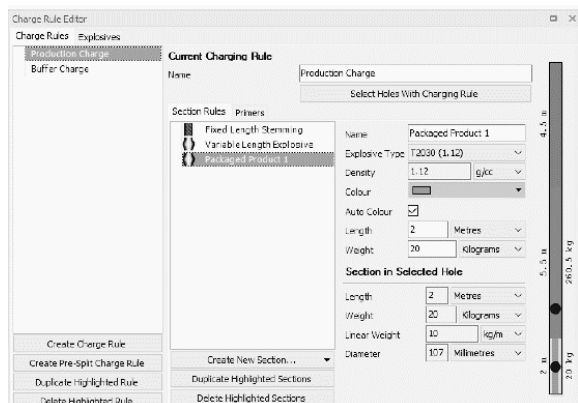 Charge Rule Editor
Charge Rules Explosives
Production Charge
Buffer Charge
Current Charging Rule
Name Production Charge
Select Holes With Charging Rule
Section Rules Primers
Fixed Length Stemming
Variable Length Explosive
Packaged Product 1
Name Packaged Product 1
Explosive Type T2030 (1.12)
Density 1.12 g/cc
Colour
Auto Colour
Length 2 Metres
Weight 20 Kilograms
Section in Selected Hole
Length 2 Metres
Weight 20 Kilograms
Linear Weight 10 kg/m
Diameter 107 Milimetres
4.5 m
5.5 m
260.5 kg
2 m
20 kg
Create Charge Rule
Create Pre-Split Charge Rule
Duplicate Highlighted Rule
Delete Highlighted Rule
Create New Section...
Duplicate Highlighted Sections
Delete Highlighted Sections